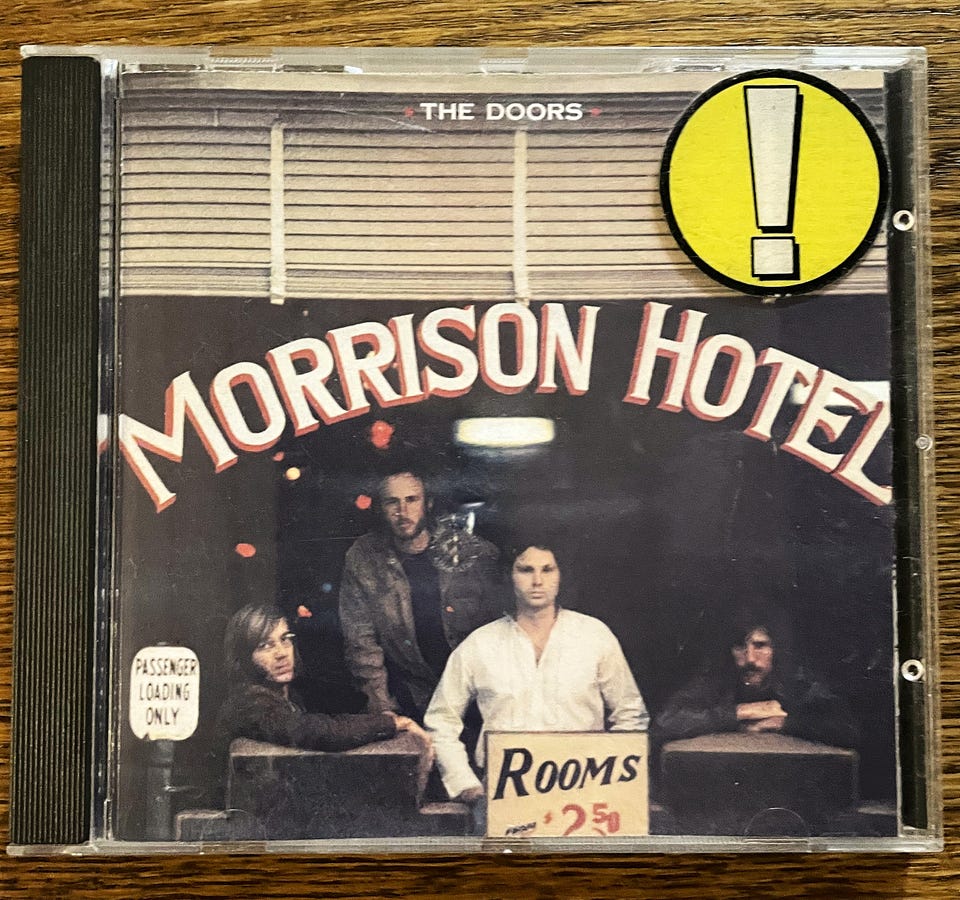 THE DOORS
!
MORRISON HOTEL
PASSENGER
LOADING
ONLY
ROOMS
FROM $2.50